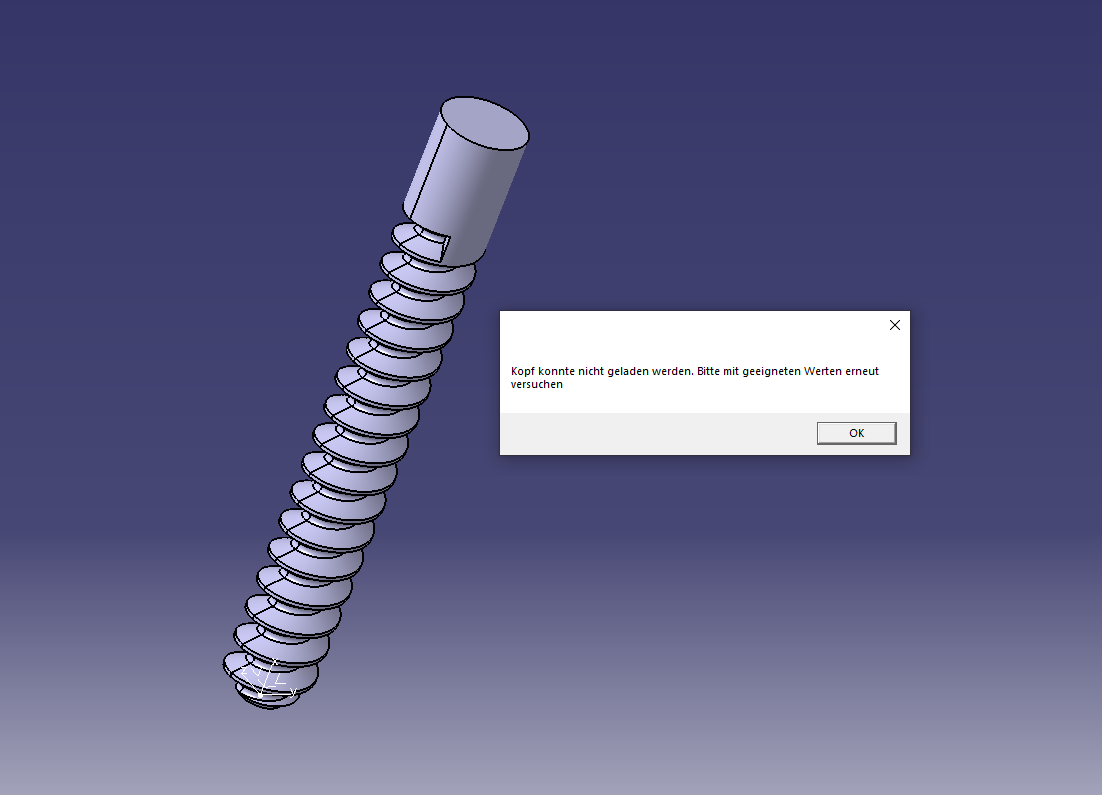 Kopf konnte nicht geladen werden. Bitte mit geeigneten Werten erneut
versuchen
OK